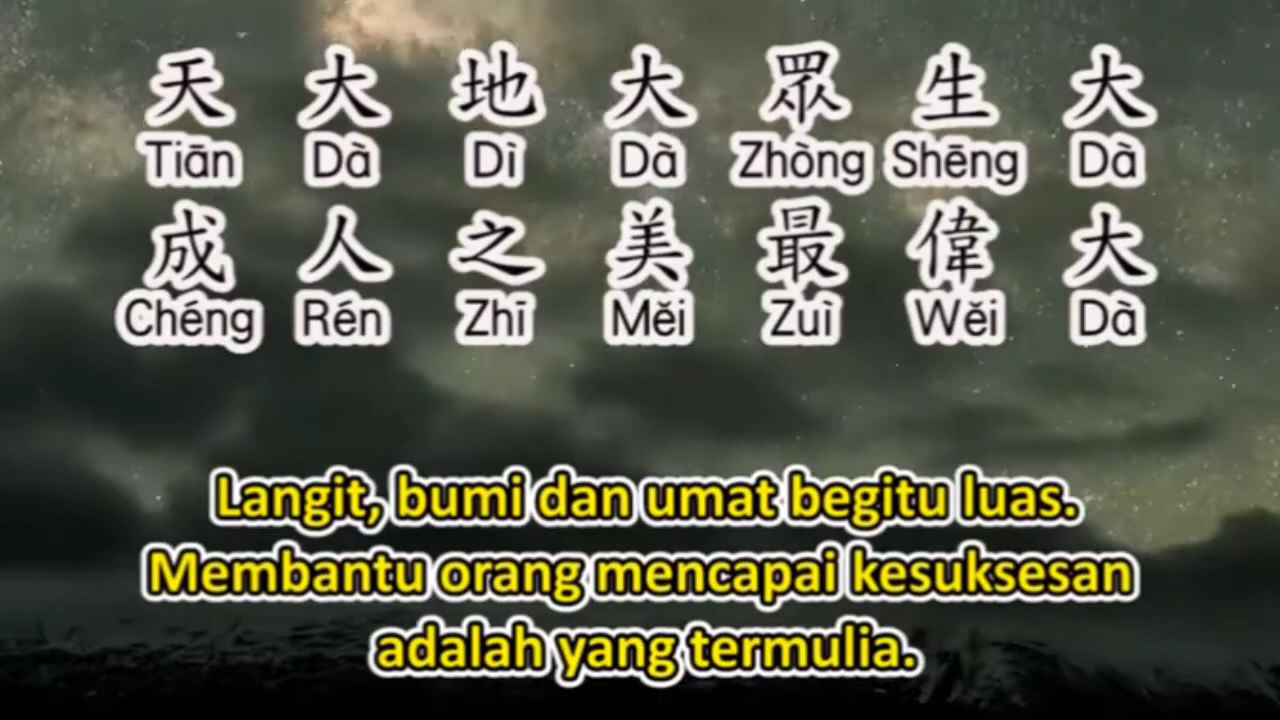 天 大 地 大 眾 生 大
Tiān Dà Dì Dà Zhòng Shēng Dà
成 人 之 美 最 偉 大
Chéng Rén Zhī Měi Zuì Wěi Dà
Langit, bumi dan umat begitu luas.
Membantu orang mencapai kesuksesan
adalah yang termulia.